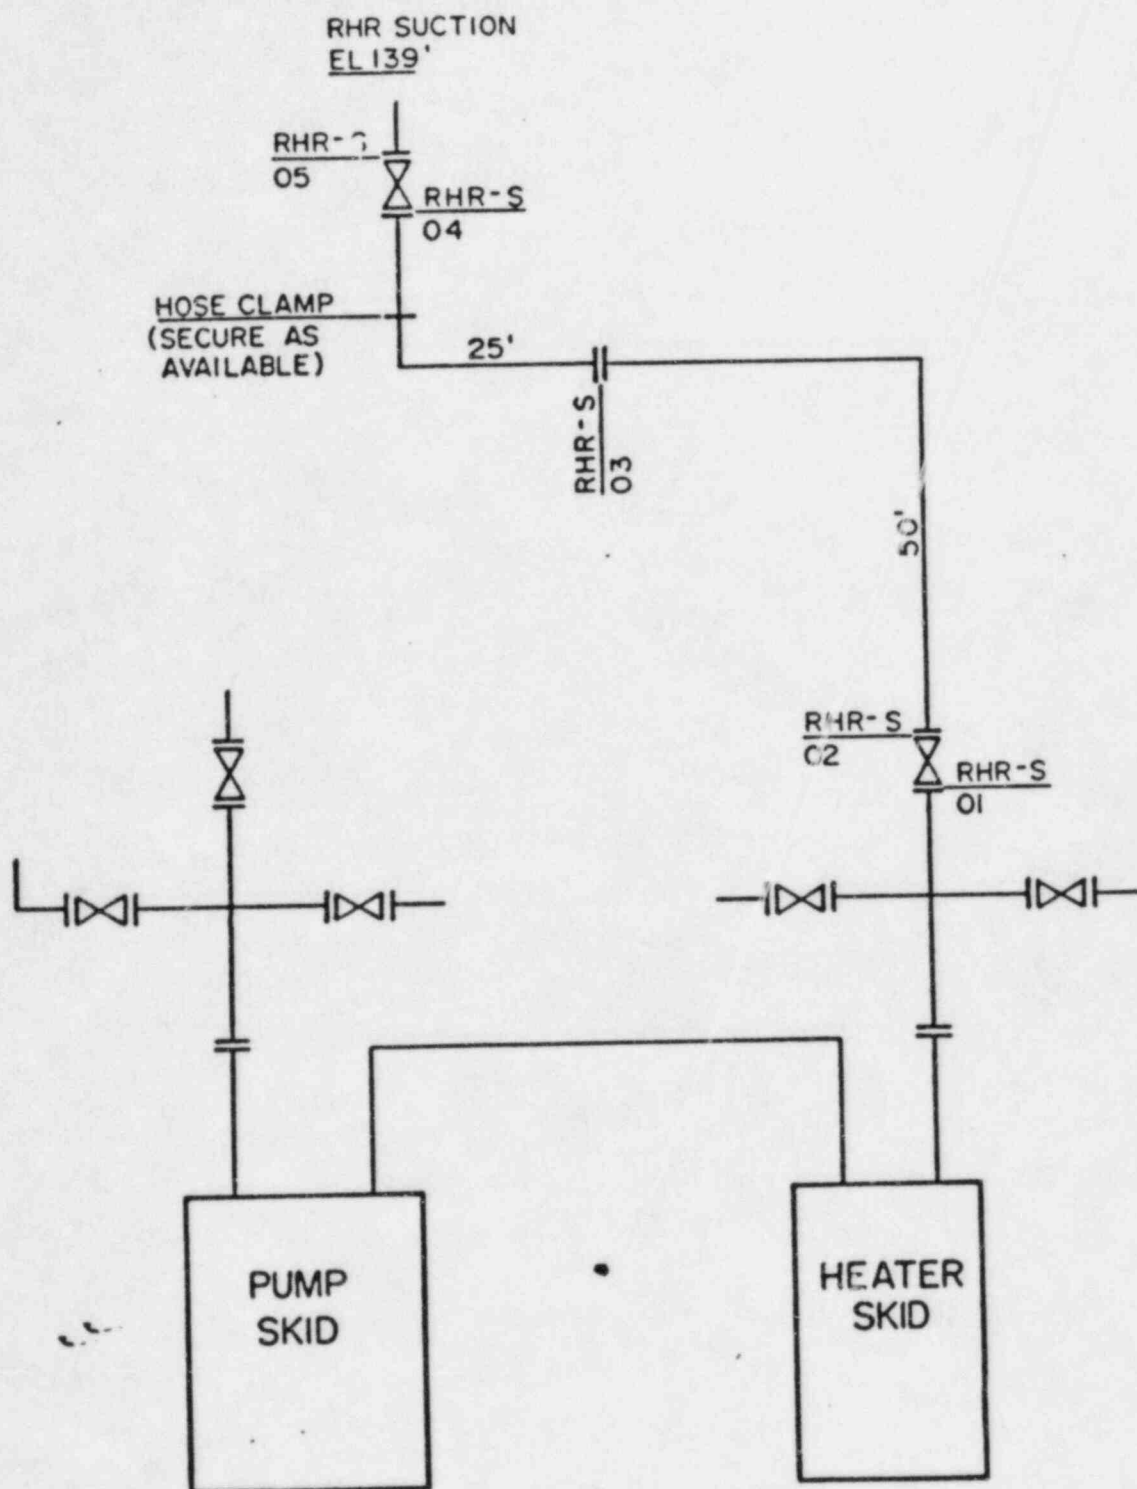 RHR SUCTION
EL 139'
RHR-S
05
RHR-S
04
HOSE CLAMP
(SECURE AS
AVAILABLE)
25'
RHR-S
03
50'
RHR-S
02
RHR-S
01
PUMP
SKID
HEATER
SKID